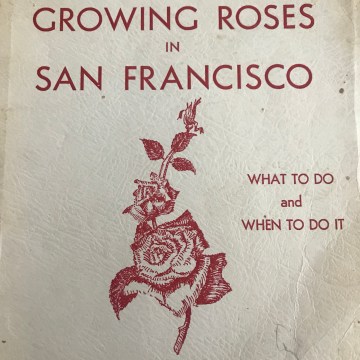 GROWING ROSES
IN
SAN FRANCISCO
WHAT TO DO
and
WHEN TO DO IT